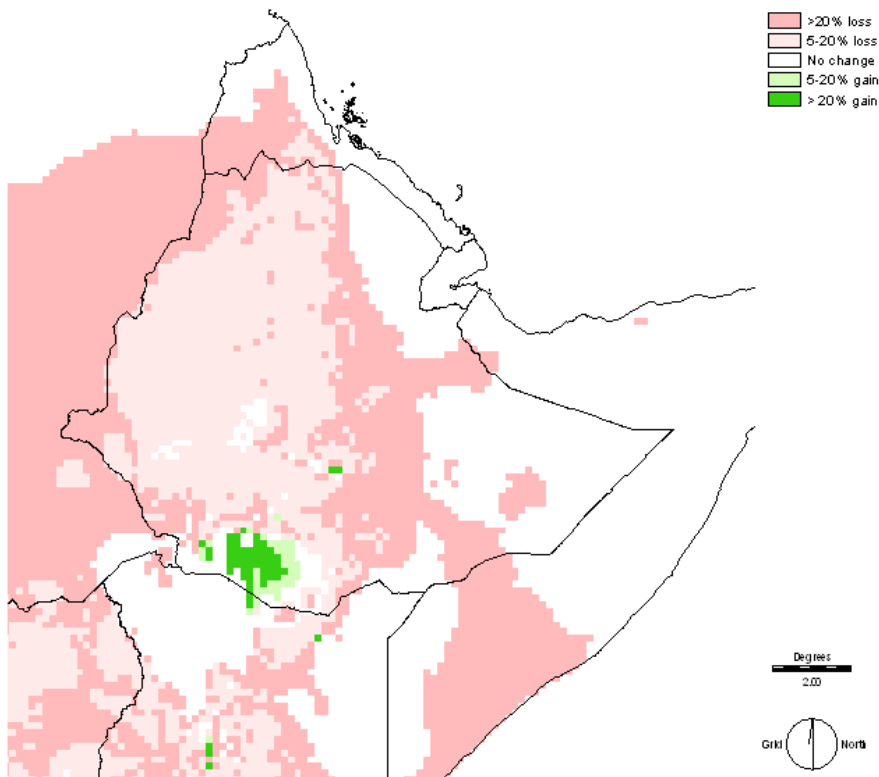 >20% loss
5-20% loss
No change
5-20% gain
> 20% gain
Degrees
2.00
Grid North